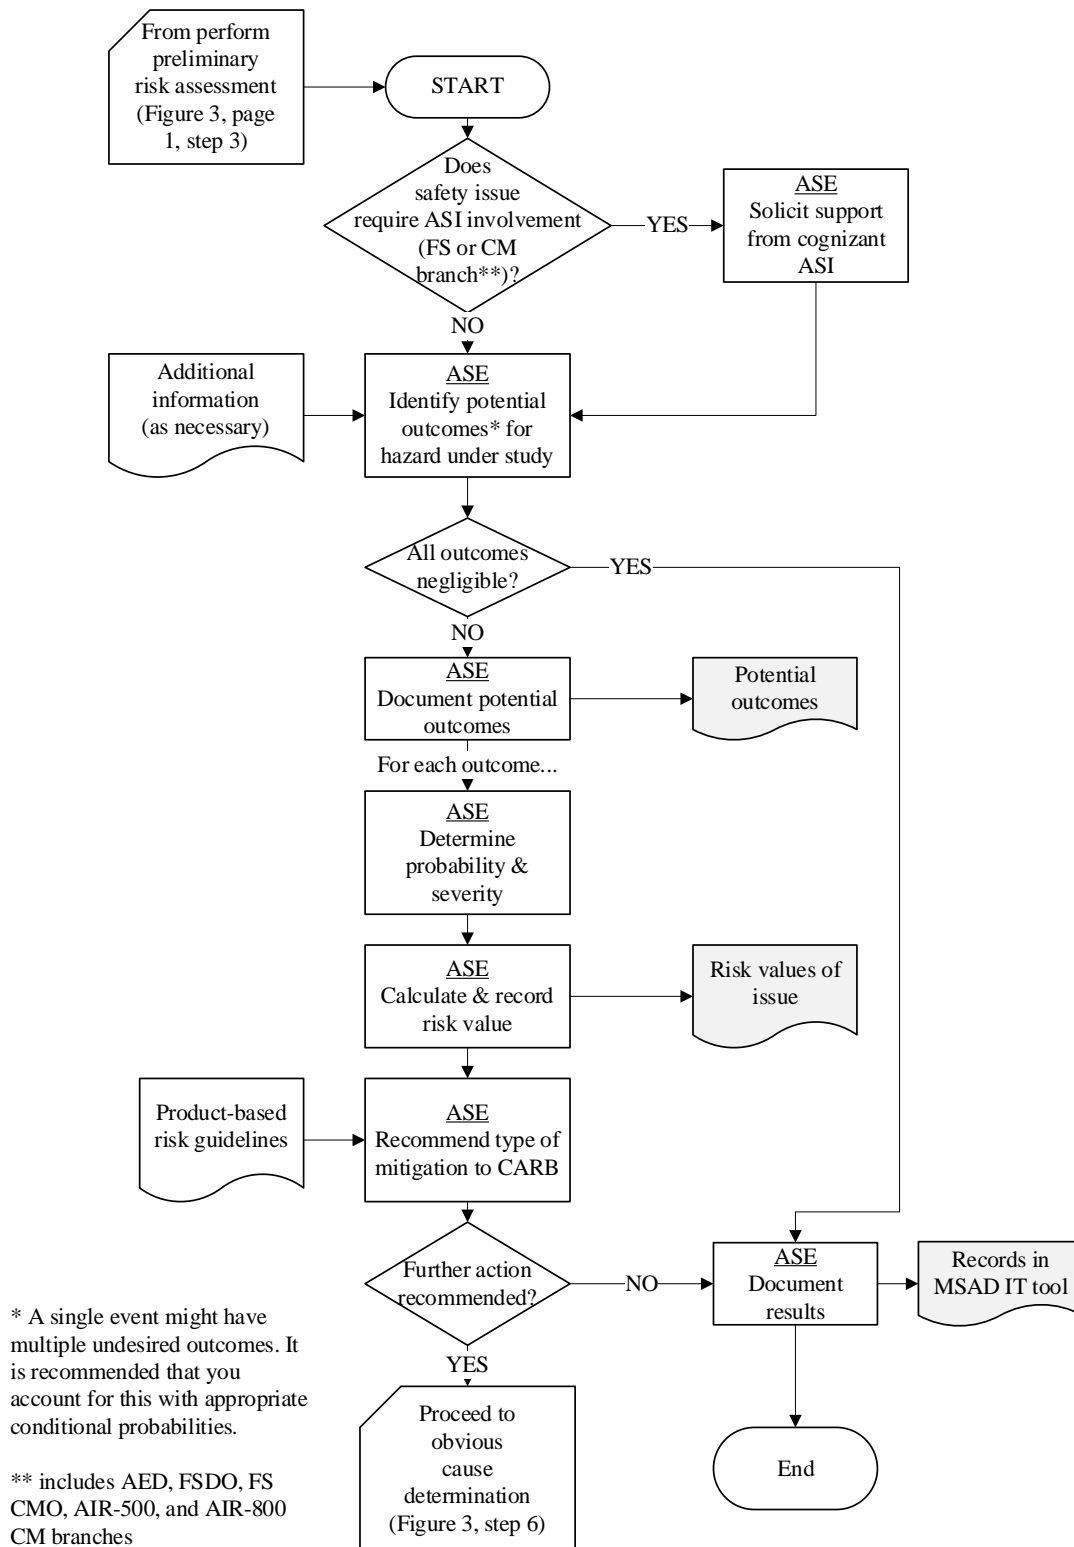 From perform
preliminary
risk assessment
(Figure 3, page
1, step 3)
START
Does
safety issue
require ASI involvement
(FS or CM
branch**)?
YES
ASE
Solicit support
from cognizant
ASI
NO
Additional
information
(as necessary)
ASE
Identify potential
outcomes* for
hazard under study
All outcomes
negligible?
YES
NO
ASE
Document potential
outcomes
Potential
outcomes
For each outcome...
ASE
Determine
probability &
severity
ASE
Calculate & record
risk value
Risk values of
issue
Product-based
risk guidelines
ASE
Recommend type of
mitigation to CARB
Further action
recommended?
NO
ASE
Document
results
Records in
MSAD IT tool
YES
Proceed to
obvious
cause
determination
(Figure 3, step 6)
End
* A single event might have
multiple undesired outcomes. It
is recommended that you
account for this with appropriate
conditional probabilities.
** includes AED, FSDO, FS
CMO, AIR-500, and AIR-800
CM branches